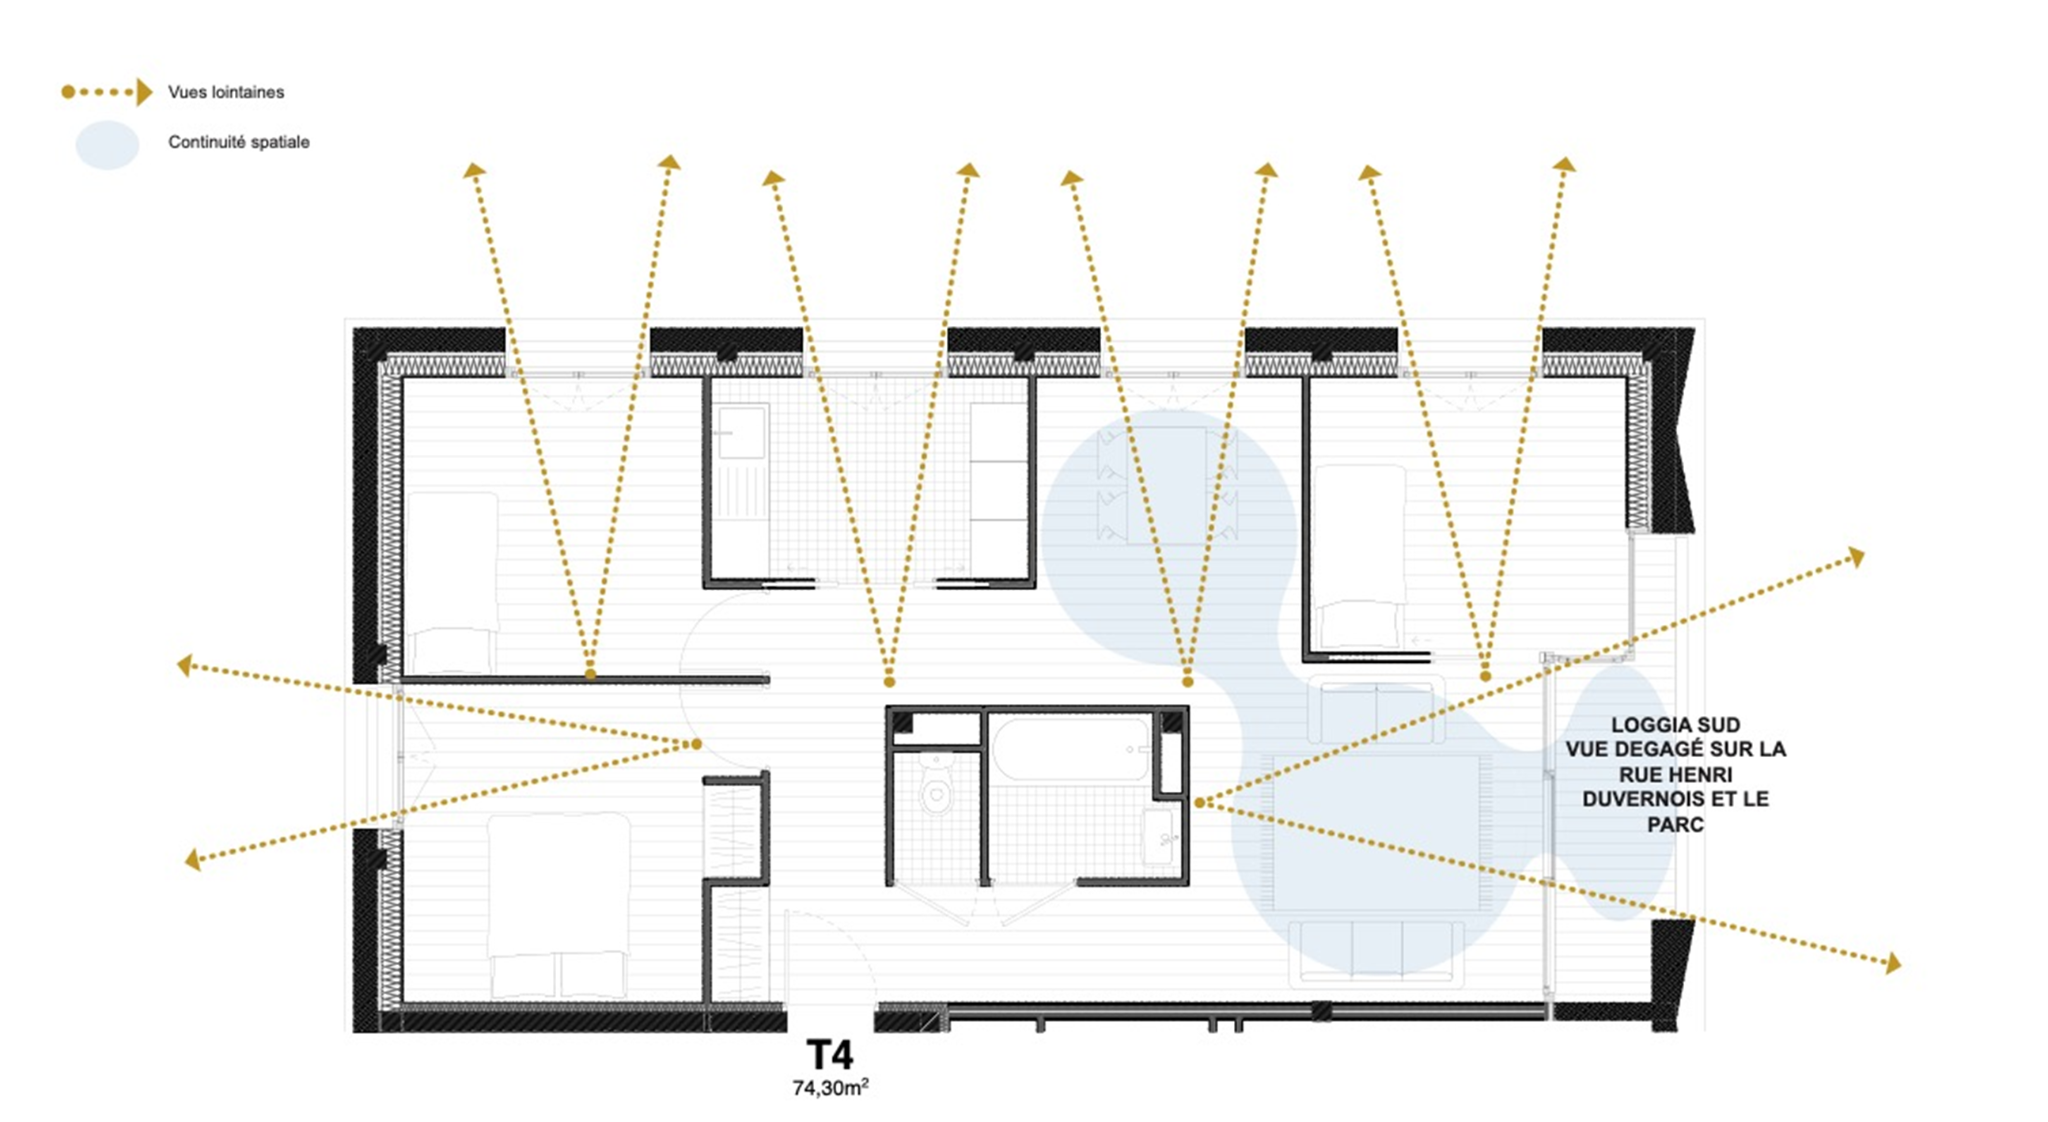 Vues lointaines
Continuité spatiale
LOGGIA SUD
VUE DEGAGÉ SUR LA
RUE HENRI
DUVERNOIS ET LE
PARC
T4
74,30m²